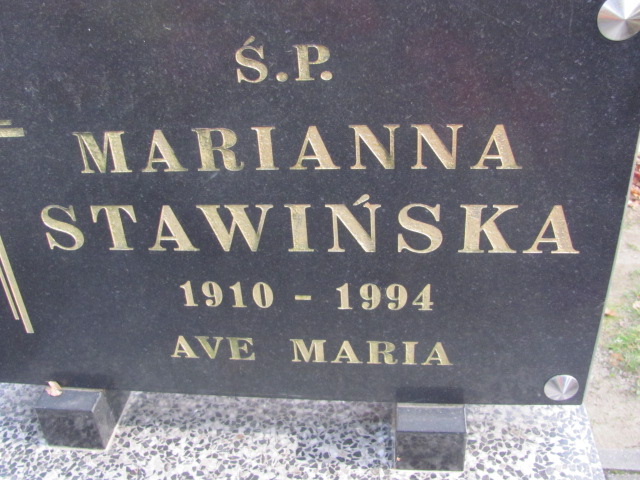 Ś.P.
MARIANNA
STAWIŃSKA
1910 - 1994
AVE MARIA